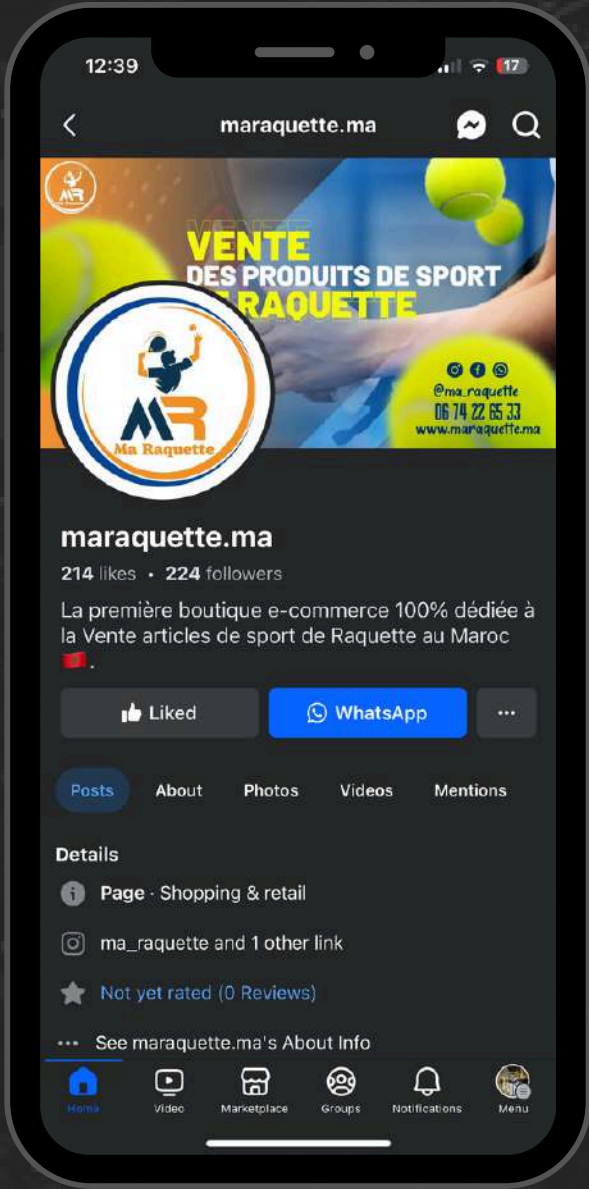 12:39
17
maraquette.ma
MR
VENTE
DES PRODUITS DE SPORT
RAQUETTE
@ma_raquette
06 74 22 65 33
www.maraquette.ma
MR
Ma Raquette
maraquette.ma
214 likes • 224 followers
La première boutique e-commerce 100% dédiée à
la Vente articles de sport de Raquette au Maroc
🇲🇦.
Liked
WhatsApp
Posts About Photos Videos Mentions
Details
Page · Shopping & retail
ma_raquette and 1 other link
Not yet rated (0 Reviews)
See maraquette.ma's About Info
Home Video Marketplace Groups Notifications Menu